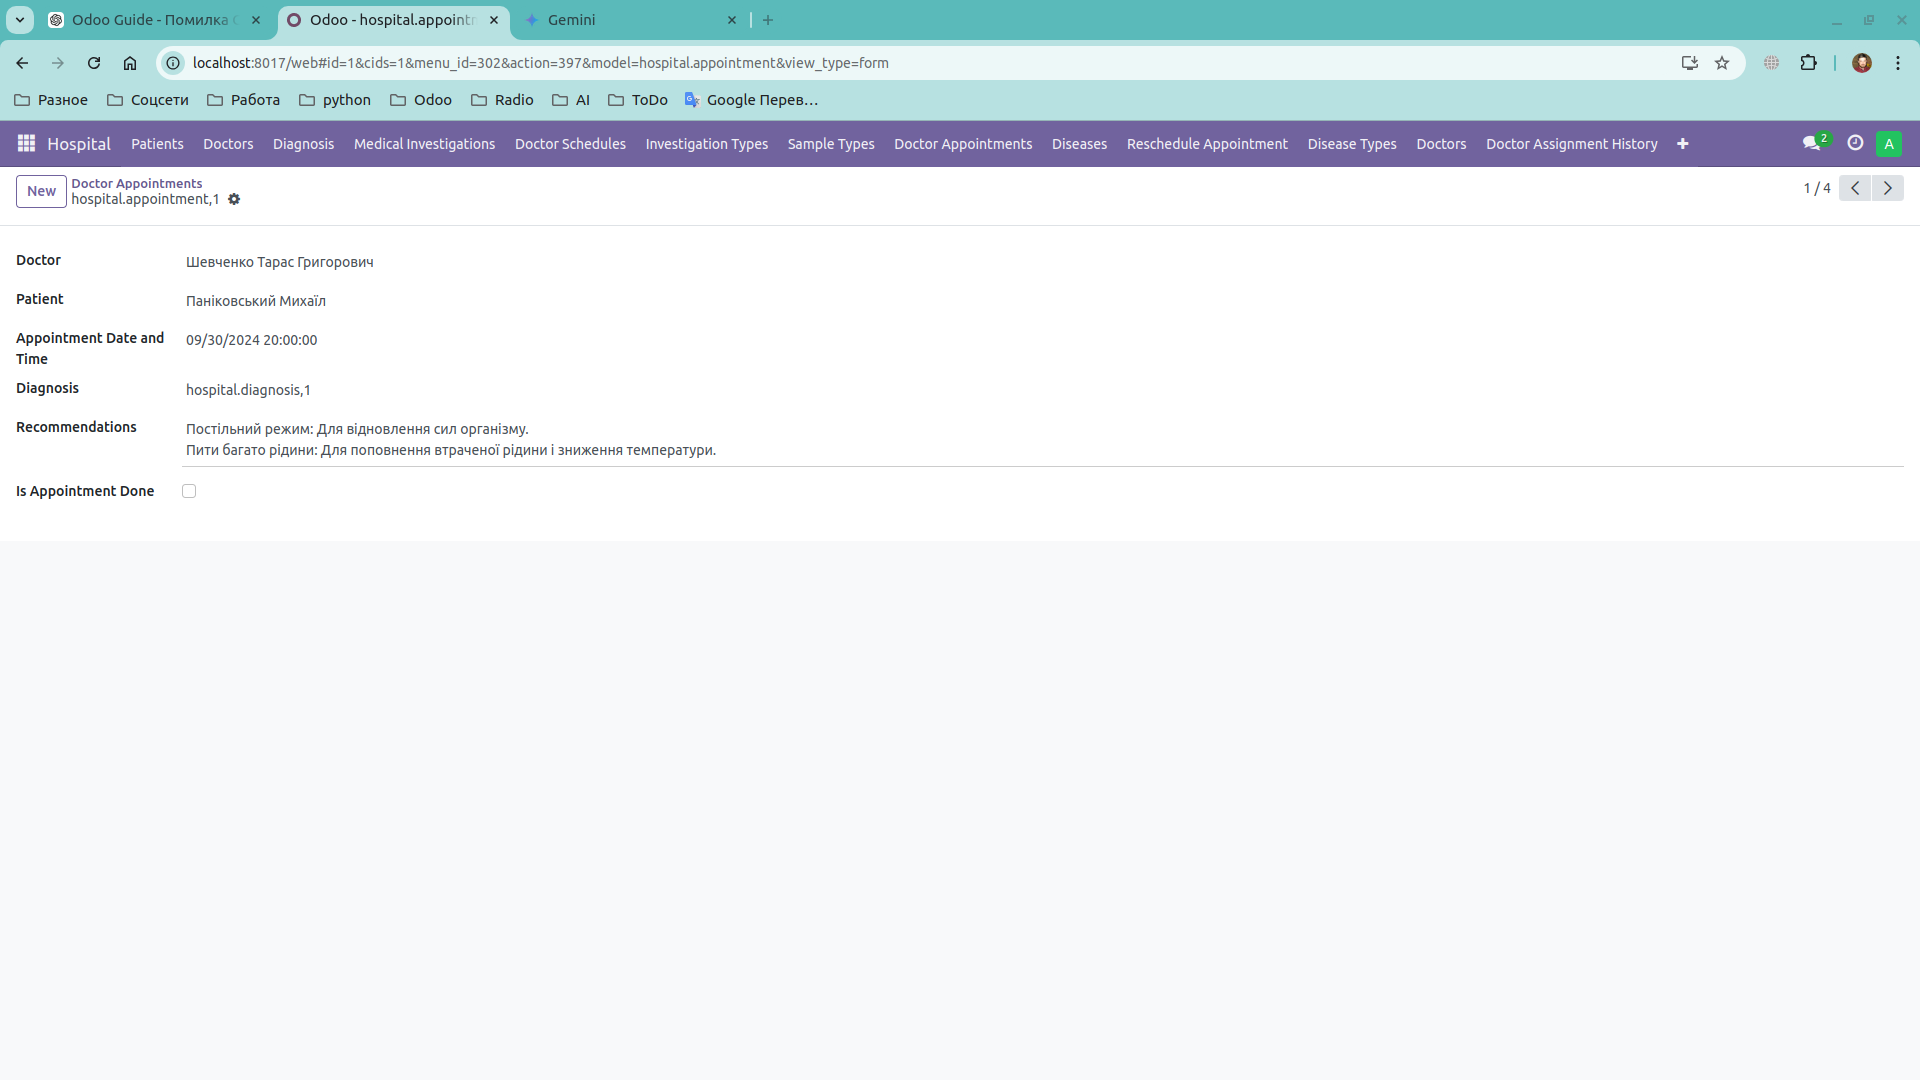 Odoo Guide - Помилка
Odoo - hospital.appoint
Gemini
localhost:8017/web#id=1&cids=1&menu_id=302&action=397&model=hospital.appointment&view_type=form
Разное Соцсети Работа python Odoo Radio AI ToDo Google Перев…
Hospital Patients Doctors Diagnosis Medical Investigations Doctor Schedules Investigation Types Sample Types Doctor Appointments Diseases Reschedule Appointment Disease Types Doctors Doctor Assignment History 2 A
New
Doctor Appointments
hospital.appointment,1
1 / 4
Doctor Шевченко Тарас Григорович
Patient Паніковський Михаїл
Appointment Date and Time 09/30/2024 20:00:00
Diagnosis hospital.diagnosis,1
Recommendations Постільний режим: Для відновлення сил організму.
Пити багато рідини: Для поповнення втраченої рідини і зниження температури.
Is Appointment Done